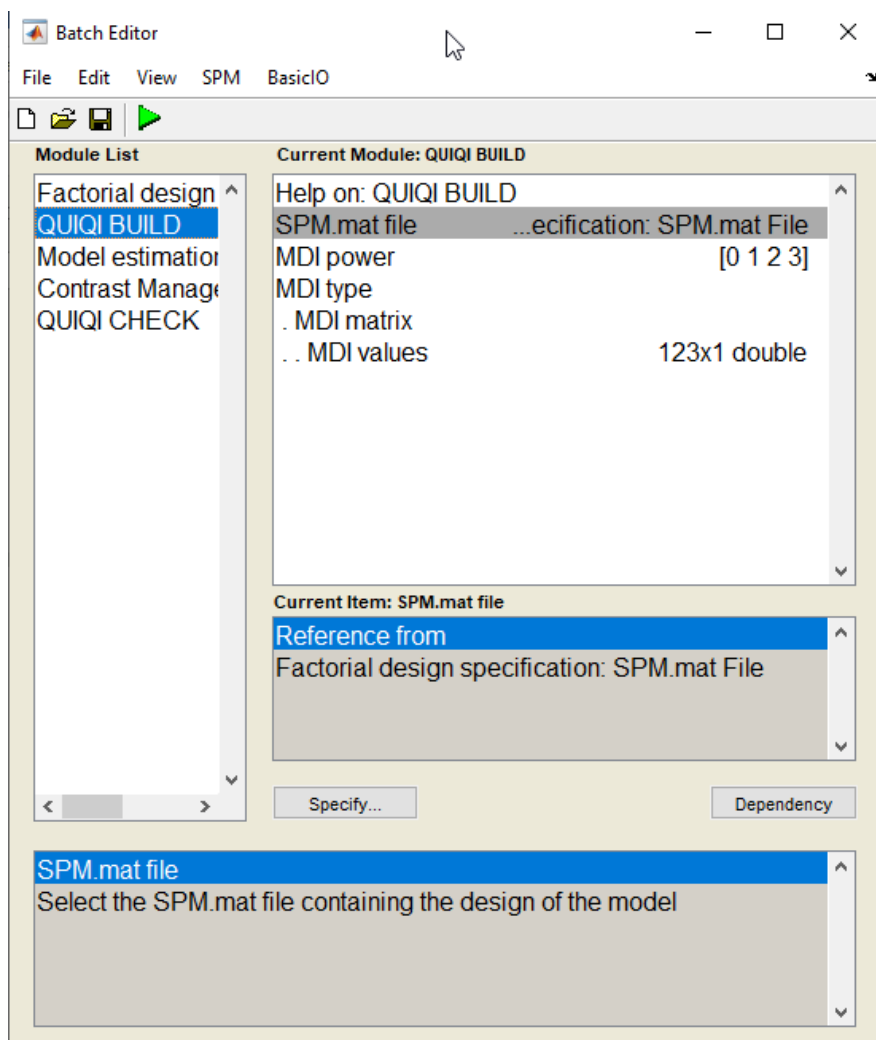 Batch Editor
File Edit View SPM BasicIO
Module List
Current Module: QUIQI BUILD
Factorial design
QUIQI BUILD
Model estimation
Contrast Manage
QUIQI CHECK
Help on: QUIQI BUILD
SPM.mat file ...ecification: SPM.mat File
MDI power [0 1 2 3]
MDI type
. MDI matrix
. . MDI values 123x1 double
Current Item: SPM.mat file
Reference from
Factorial design specification: SPM.mat File
Specify...
Dependency
SPM.mat file
Select the SPM.mat file containing the design of the model